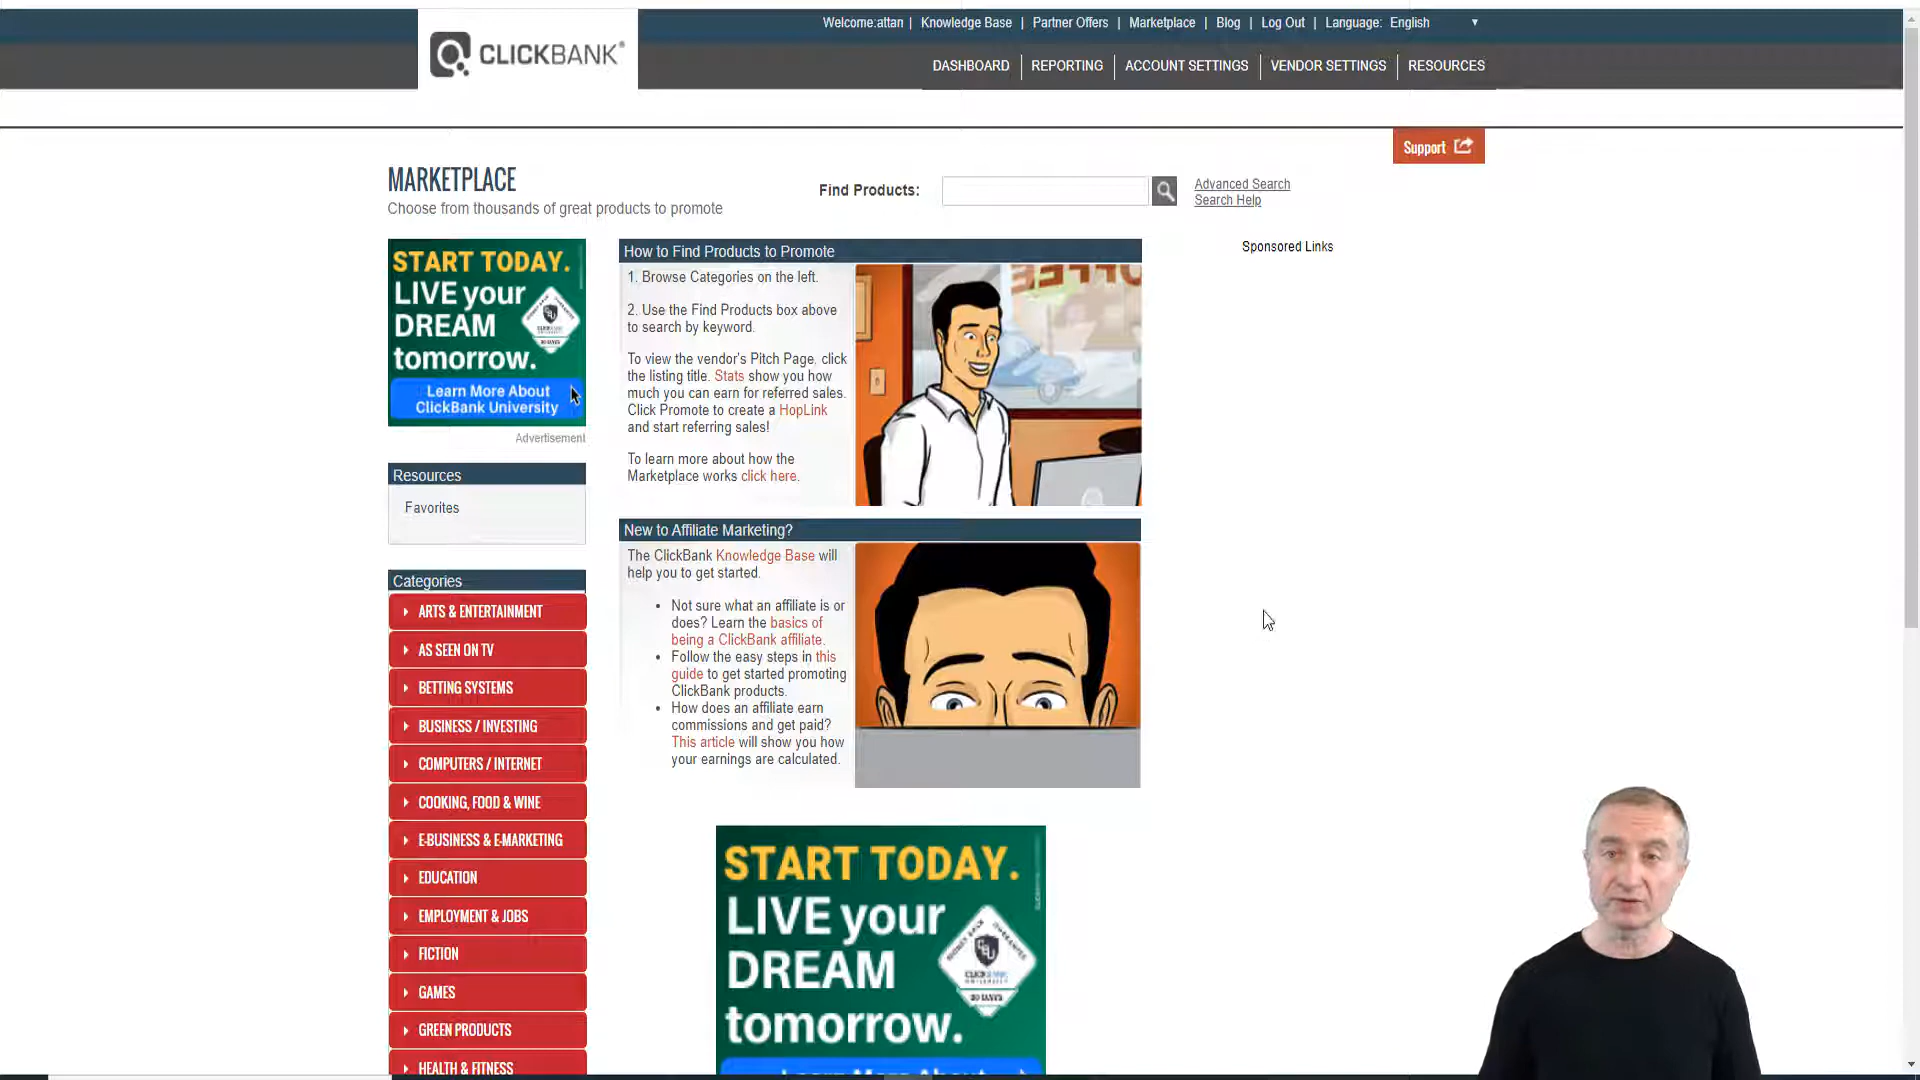 Welcome:attan | Knowledge Base | Partner Offers | Marketplace | Blog | Log Out | Language: English
CLICKBANK®
DASHBOARD | REPORTING | ACCOUNT SETTINGS | VENDOR SETTINGS | RESOURCES
Support
MARKETPLACE
Choose from thousands of great products to promote
Find Products:
Advanced Search
Search Help
START TODAY.
LIVE your
DREAM
tomorrow.
Learn More About
ClickBank University
Advertisement
Resources
Favorites
Categories
ARTS & ENTERTAINMENT
AS SEEN ON TV
BETTING SYSTEMS
BUSINESS / INVESTING
COMPUTERS / INTERNET
COOKING, FOOD & WINE
E-BUSINESS & E-MARKETING
EDUCATION
EMPLOYMENT & JOBS
FICTION
GAMES
GREEN PRODUCTS
HEALTH & FITNESS
How to Find Products to Promote
1. Browse Categories on the left.
2. Use the Find Products box above
to search by keyword.
To view the vendor's Pitch Page, click
the listing title. Stats show you how
much you can earn for referred sales.
Click Promote to create a HopLink
and start referring sales!
To learn more about how the
Marketplace works click here.
COFFEE
New to Affiliate Marketing?
The ClickBank Knowledge Base will
help you to get started.
• Not sure what an affiliate is or
does? Learn the basics of
being a ClickBank affiliate.
• Follow the easy steps in this
guide to get started promoting
ClickBank products.
• How does an affiliate earn
commissions and get paid?
This article will show you how
your earnings are calculated.
START TODAY.
LIVE your
DREAM
tomorrow.
CLICKBANK
UNIVERSITY
30 DAYS
Learn More About
Sponsored Links